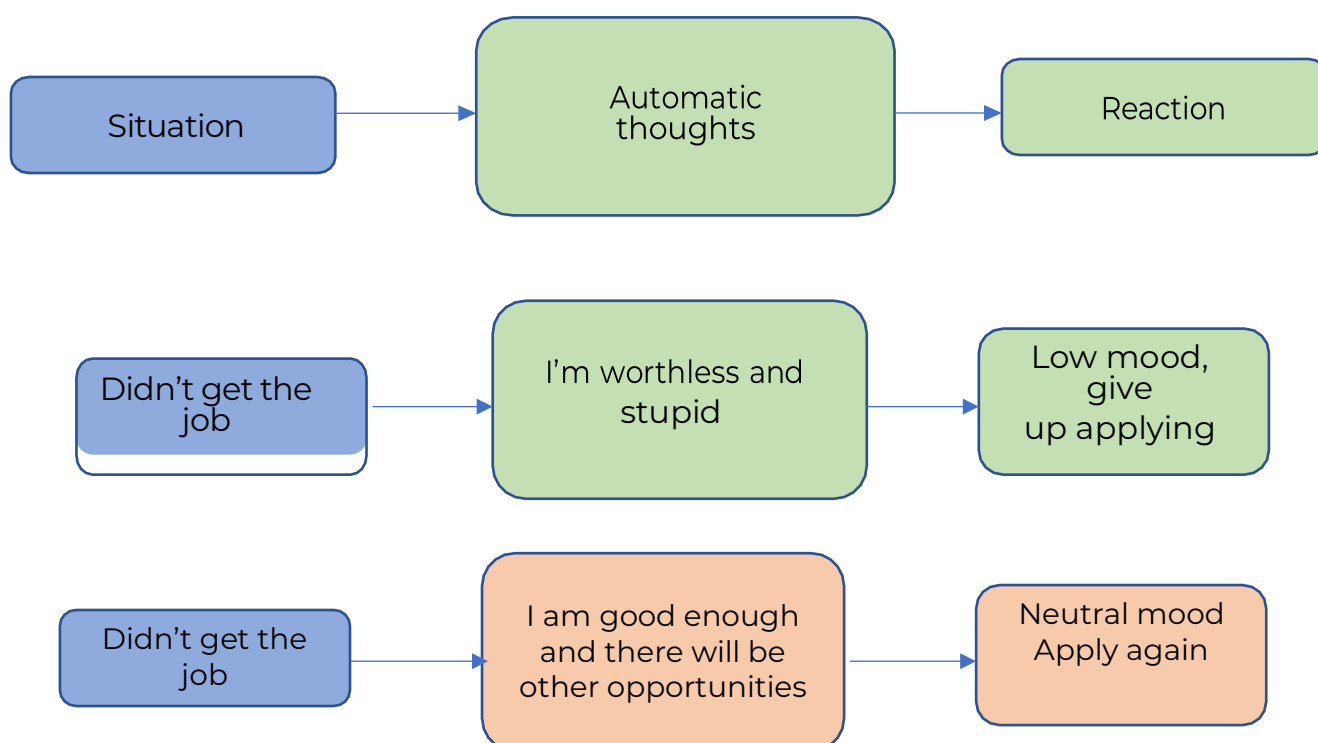 Situation
Automatic
thoughts
Reaction
Didn’t get the
job
I’m worthless and
stupid
Low mood,
give
up applying
Didn’t get the
job
I am good enough
and there will be
other opportunities
Neutral mood
Apply again